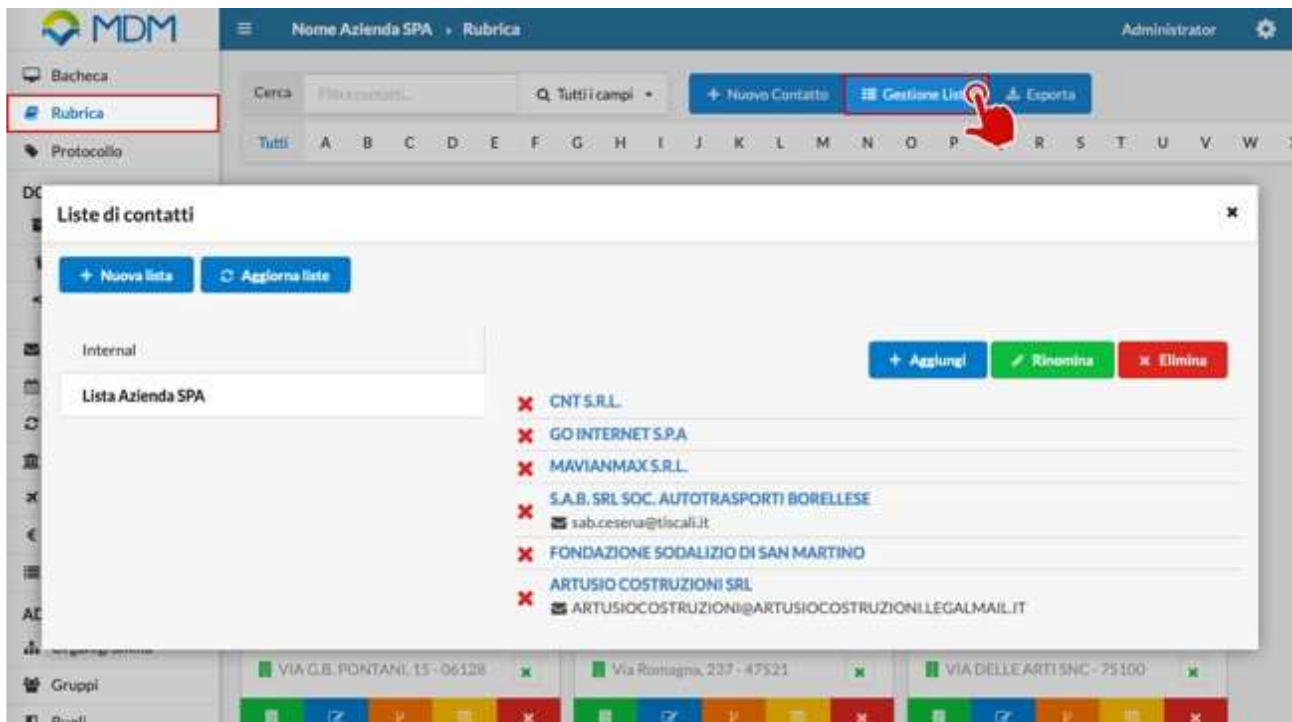 MDM
Nome Azienda SPA › Rubrica
Administrator
Bacheca
Rubrica
Protocollo
Cerca
Filtra contatti...
Tutti i campi
+ Nuovo Contatto
Gestione Liste
Esporta
Tutti A B C D E F G H I J K L M N O P R S T U V W
Liste di contatti
+ Nuova lista
Aggiorna liste
Internal
Lista Azienda SPA
+ Aggiungi
Rinomina
Elimina
CNT S.R.L.
GO INTERNET S.P.A
MAVIANMAX S.R.L.
S.A.B. SRL SOC. AUTOTRASPORTI BORELLESE
sab.cesena@tiscali.it
FONDAZIONE SODALIZIO DI SAN MARTINO
ARTUSIO COSTRUZIONI SRL
ARTUSIOCOSTRUZIONI@ARTUSIOCOSTRUZIONI.LEGALMAIL.IT
VIA G.B. PONTANI, 15 - 06128
Via Romagna, 237 - 47521
VIA DELLE ARTI SNC - 75100
Gruppi
Ruoli